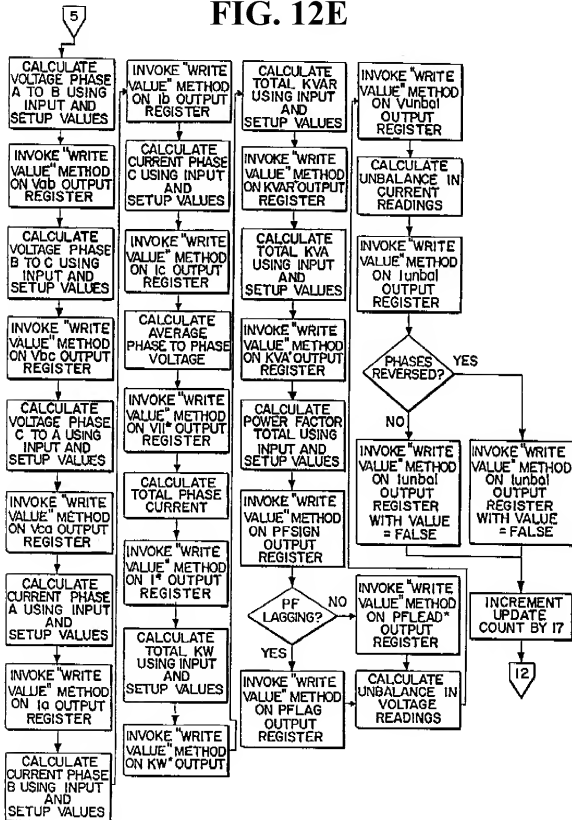 FIG. 12E
5
CALCULATE
VOLTAGE PHASE
A TO B USING
INPUT AND
SETUP VALUES
INVOKE "WRITE
VALUE" METHOD
ON Vab OUTPUT
REGISTER
CALCULATE
VOLTAGE PHASE
B TO C USING
INPUT AND
SETUP VALUES
INVOKE "WRITE
VALUE" METHOD
ON Vbc OUTPUT
REGISTER
CALCULATE
VOLTAGE PHASE
C TO A USING
INPUT AND
SETUP VALUES
INVOKE "WRITE
VALUE" METHOD
ON Vca OUTPUT
REGISTER
CALCULATE
CURRENT PHASE
A USING INPUT
AND
SETUP VALUES
INVOKE "WRITE
VALUE" METHOD
ON Ia OUTPUT
REGISTER
CALCULATE
CURRENT PHASE
B USING INPUT
AND
SETUP VALUES
INVOKE "WRITE
VALUE" METHOD
ON Ib OUTPUT
REGISTER
CALCULATE
CURRENT PHASE
C USING INPUT
AND
SETUP VALUES
INVOKE "WRITE
VALUE" METHOD
ON Ic OUTPUT
REGISTER
CALCULATE
AVERAGE
PHASE TO PHASE
VOLTAGE
INVOKE "WRITE
VALUE" METHOD
ON Vll* OUTPUT
REGISTER
CALCULATE
TOTAL PHASE
CURRENT
INVOKE "WRITE
VALUE" METHOD
ON I* OUTPUT
REGISTER
CALCULATE
TOTAL KW
USING INPUT
AND
SETUP VALUES
INVOKE "WRITE
VALUE" METHOD
ON KW* OUTPUT
CALCULATE
TOTAL KVAR
USING INPUT AND
SETUP VALUES
INVOKE "WRITE
VALUE" METHOD
ON KVAR* OUTPUT
REGISTER
CALCULATE
TOTAL KVA
USING INPUT
AND
SETUP VALUES
INVOKE "WRITE
VALUE" METHOD
ON KVA* OUTPUT
REGISTER
CALCULATE
POWER FACTOR
TOTAL USING
INPUT AND
SETUP VALUES
INVOKE "WRITE
VALUE" METHOD
ON PFSIGN
OUTPUT
REGISTER
PF
LAGGING?
NO
YES
INVOKE "WRITE
VALUE" METHOD
ON PFLAG
OUTPUT
REGISTER
INVOKE "WRITE
VALUE" METHOD
ON PFLEAD*
OUTPUT
REGISTER
CALCULATE
UNBALANCE IN
VOLTAGE
READINGS
INVOKE "WRITE
VALUE" METHOD
ON Vunbal
OUTPUT
REGISTER
CALCULATE
UNBALANCE IN
CURRENT
READINGS
INVOKE "WRITE
VALUE" METHOD
ON Iunbal
OUTPUT
REGISTER
PHASES
REVERSED?
YES
NO
INVOKE "WRITE
VALUE" METHOD
ON Iunbal
OUTPUT
REGISTER
WITH VALUE
= FALSE
INVOKE "WRITE
VALUE" METHOD
ON Iunbal
OUTPUT
REGISTER
WITH VALUE
= FALSE
INCREMENT
UPDATE
COUNT BY 17
12